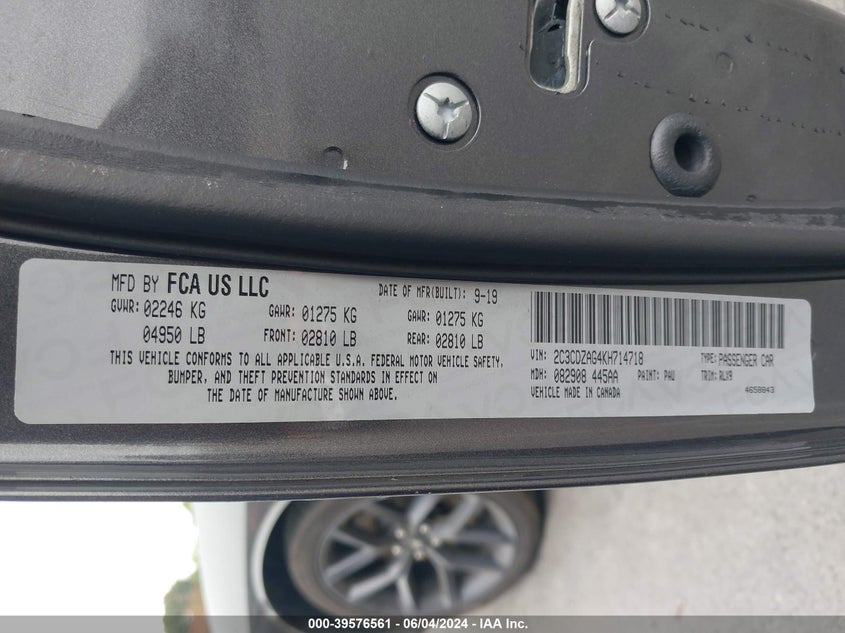 MFD BY FCA US LLC DATE OF MFR(BUILT): 9-19
GVWR: 02246 KG GAWR: 01275 KG GAWR: 01275 KG
04950 LB FRONT: 02810 LB REAR: 02810 LB
THIS VEHICLE CONFORMS TO ALL APPLICABLE U.S.A. FEDERAL MOTOR VEHICLE SAFETY,
BUMPER, AND THEFT PREVENTION STANDARDS IN EFFECT ON
THE DATE OF MANUFACTURE SHOWN ABOVE.
VIN: 2C3CDZAG4KH714718 TYPE: PASSENGER CAR
MDH: 082908 445AA PAINT: PAU TRIM: RLX9
VEHICLE MADE IN CANADA 4658843
000-39576561 - 06/04/2024 - IAA Inc.